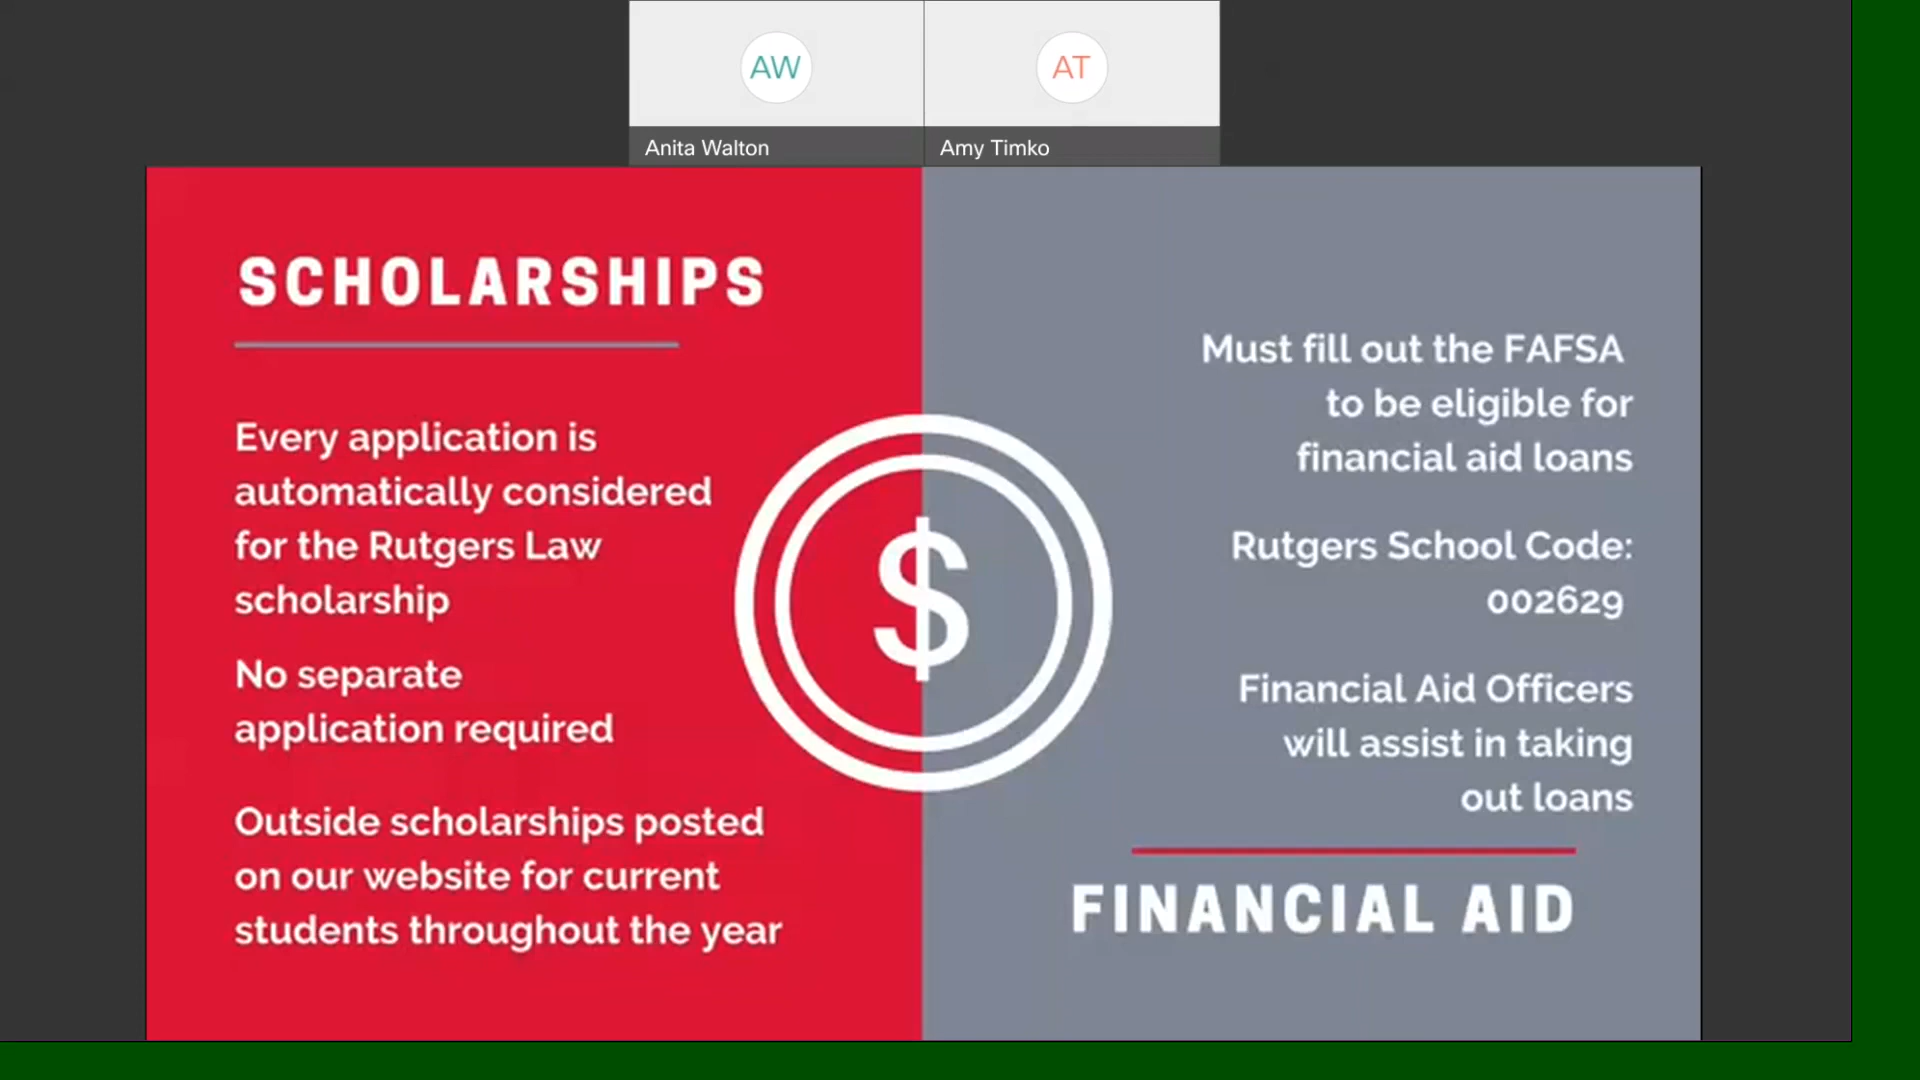 AW
AT
Anita Walton
Amy Timko
SCHOLARSHIPS
Every application is
automatically considered
for the Rutgers Law
scholarship
No separate
application required
Outside scholarships posted
on our website for current
students throughout the year
$
Must fill out the FAFSA
to be eligible for
financial aid loans
Rutgers School Code:
002629
Financial Aid Officers
will assist in taking
out loans
FINANCIAL AID